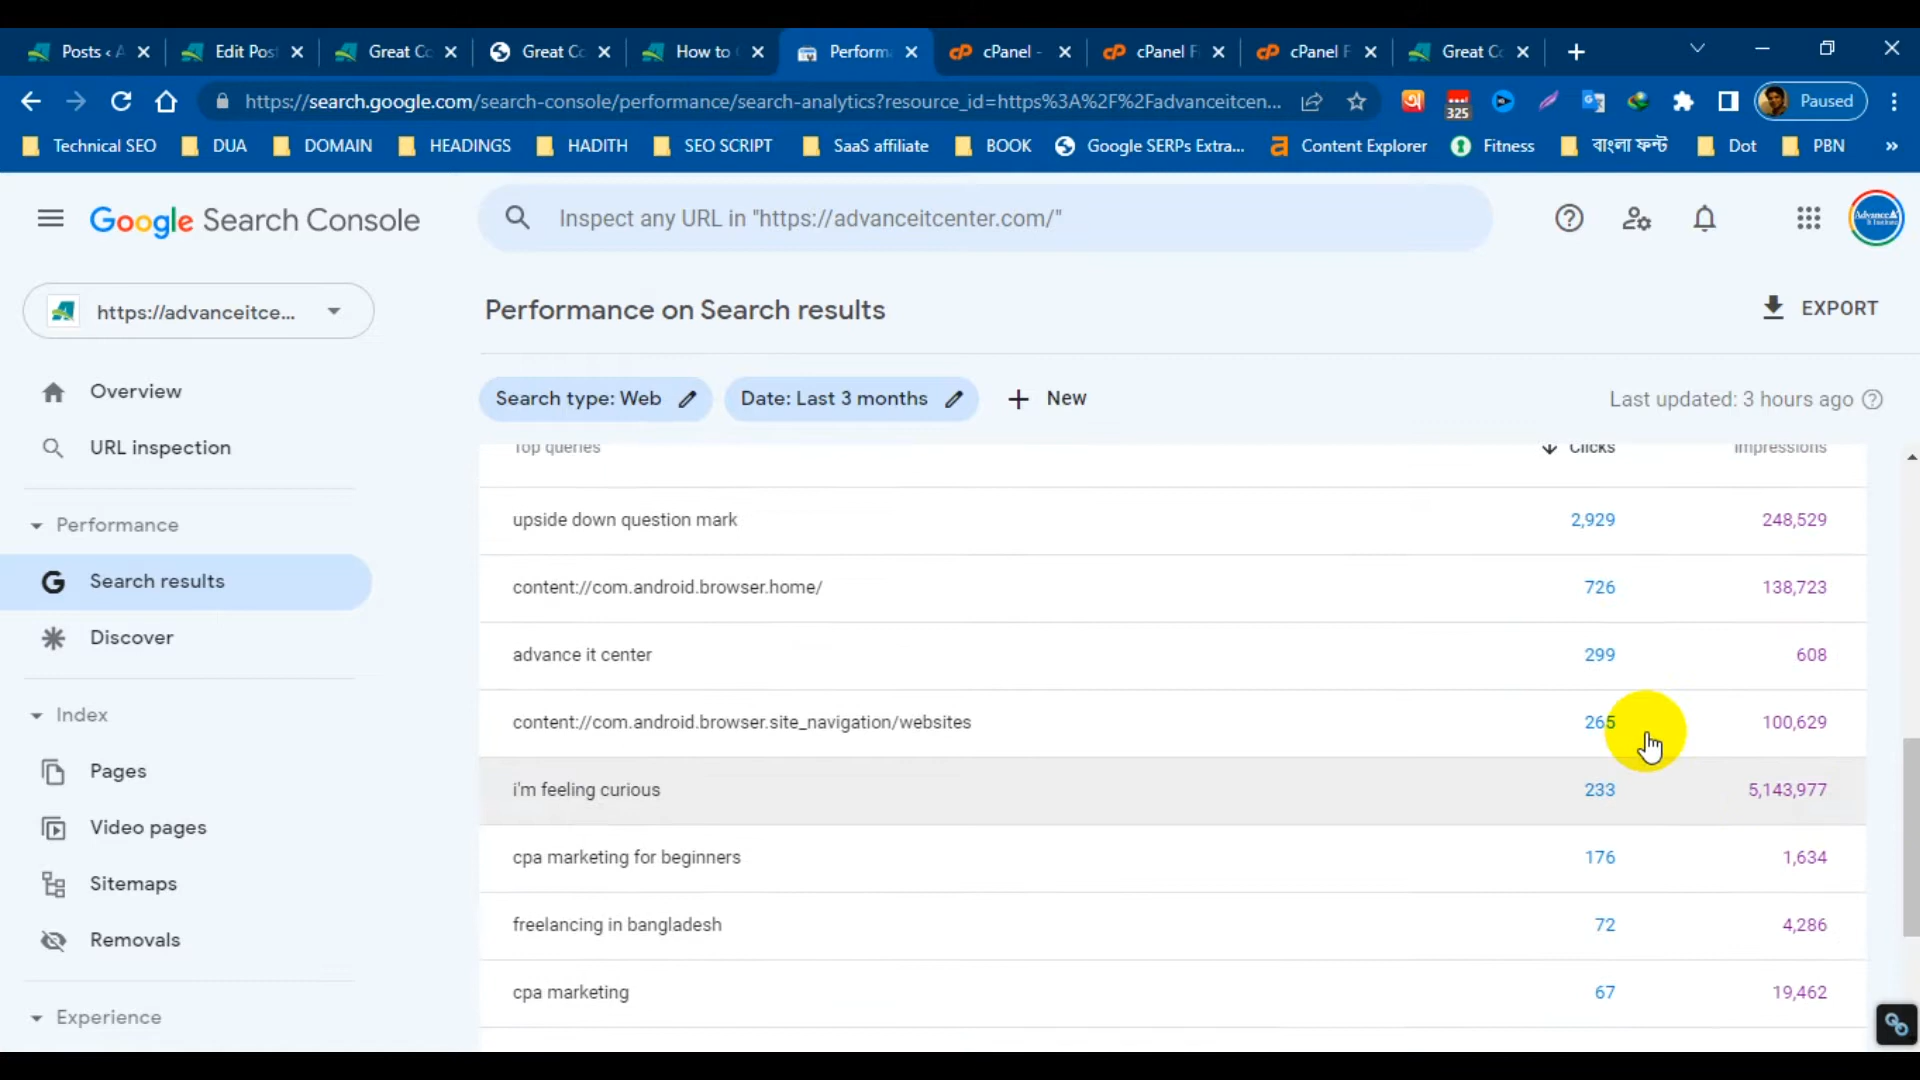 Posts ‹ A
Edit Pos
Great Co
Great Co
How to
Perform
cPanel -
cPanel F
cPanel F
Great Co
https://search.google.com/search-console/performance/search-analytics?resource_id=https%3A%2F%2Fadvanceitcen...
325
Paused
Technical SEO DUA DOMAIN HEADINGS HADITH SEO SCRIPT SaaS affiliate BOOK Google SERPs Extra... Content Explorer Fitness বাংলা ফন্ট Dot PBN »
Google Search Console
Inspect any URL in "https://advanceitcenter.com/"
https://advanceitce...
Overview
URL inspection
Performance
Search results
Discover
Index
Pages
Video pages
Sitemaps
Removals
Experience
Performance on Search results
EXPORT
Search type: Web
Date: Last 3 months
+ New
Last updated: 3 hours ago
Top queries Clicks Impressions
upside down question mark 2,929 248,529
content://com.android.browser.home/ 726 138,723
advance it center 299 608
content://com.android.browser.site_navigation/websites 265 100,629
i'm feeling curious 233 5,143,977
cpa marketing for beginners 176 1,634
freelancing in bangladesh 72 4,286
cpa marketing 67 19,462